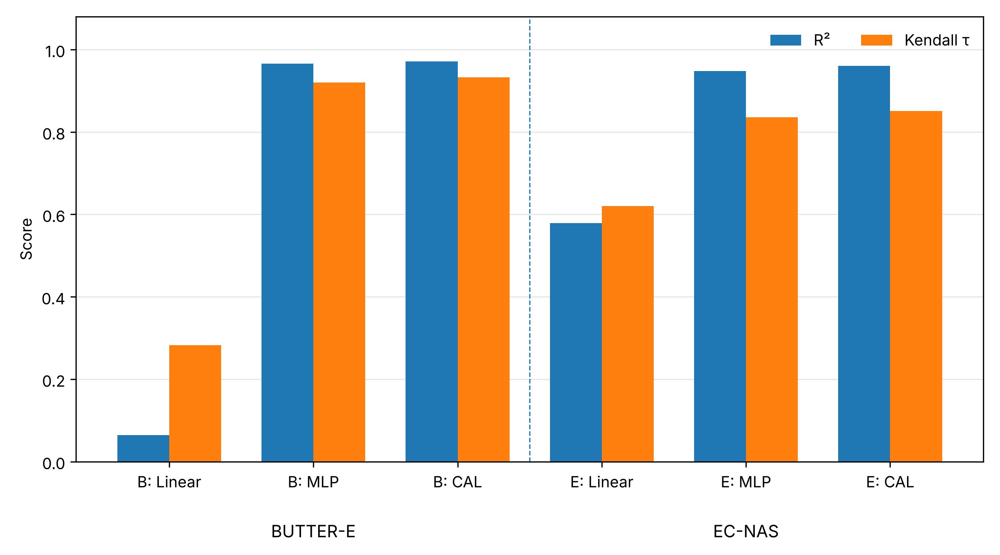 R² Kendall τ
1.0
0.8
0.6
0.4
0.2
0.0
Score
B: Linear B: MLP B: CAL E: Linear E: MLP E: CAL
BUTTER-E EC-NAS